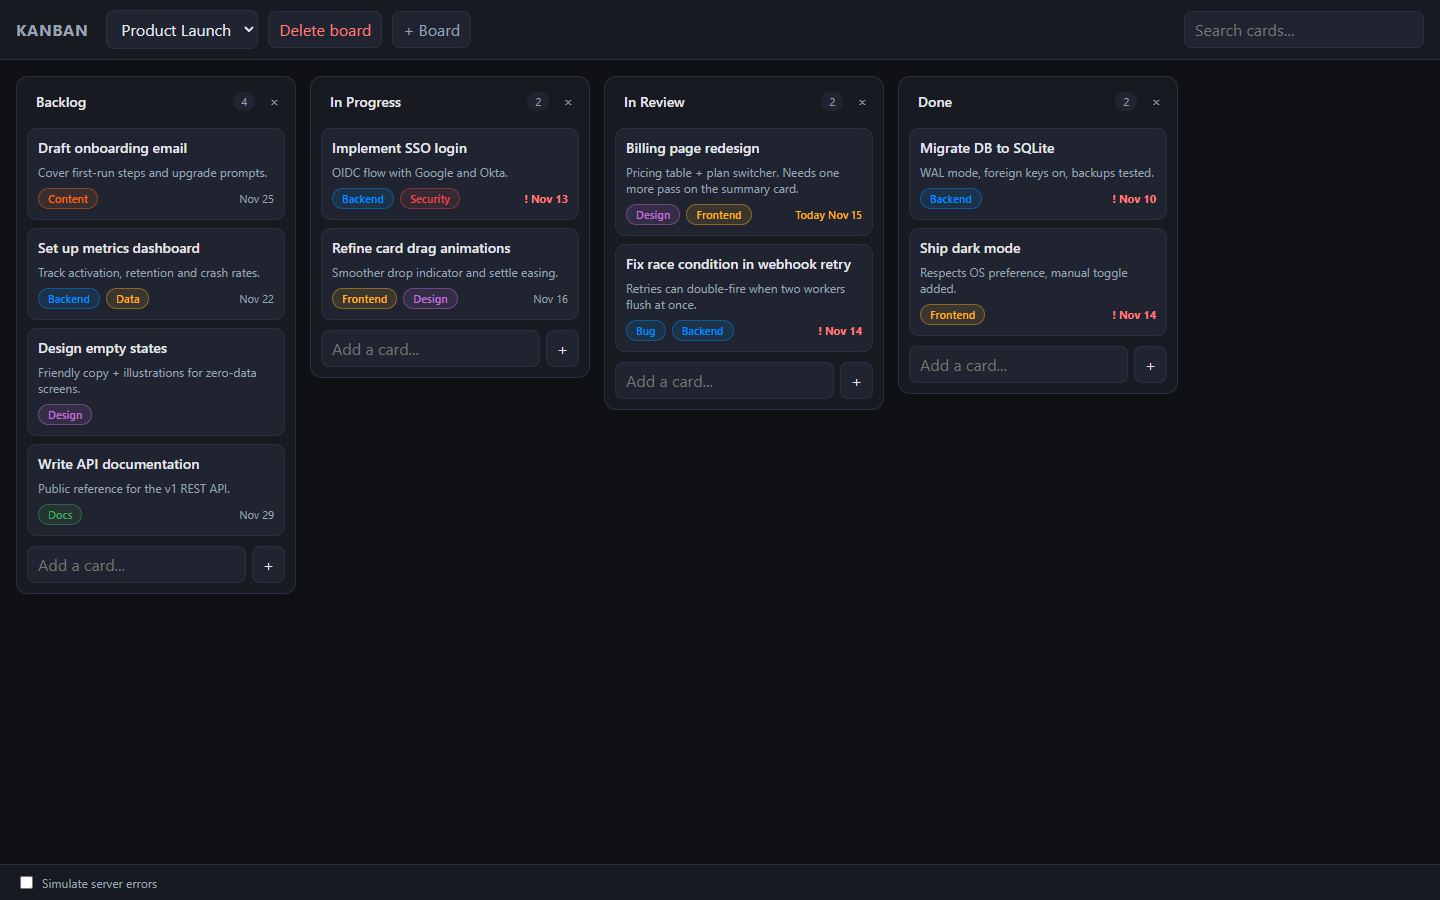 KANBAN
Product Launch
Delete board
+ Board
Search cards...
Backlog
4
×
Draft onboarding email
Cover first-run steps and upgrade prompts.
Content
Nov 25
Set up metrics dashboard
Track activation, retention and crash rates.
Backend
Data
Nov 22
Design empty states
Friendly copy + illustrations for zero-data
screens.
Design
Write API documentation
Public reference for the v1 REST API.
Docs
Nov 29
Add a card...
+
In Progress
2
×
Implement SSO login
OIDC flow with Google and Okta.
Backend
Security
! Nov 13
Refine card drag animations
Smoother drop indicator and settle easing.
Frontend
Design
Nov 16
Add a card...
+
In Review
2
×
Billing page redesign
Pricing table + plan switcher. Needs one
more pass on the summary card.
Design
Frontend
Today Nov 15
Fix race condition in webhook retry
Retries can double-fire when two workers
flush at once.
Bug
Backend
! Nov 14
Add a card...
+
Done
2
×
Migrate DB to SQLite
WAL mode, foreign keys on, backups tested.
Backend
! Nov 10
Ship dark mode
Respects OS preference, manual toggle
added.
Frontend
! Nov 14
Add a card...
+
Simulate server errors